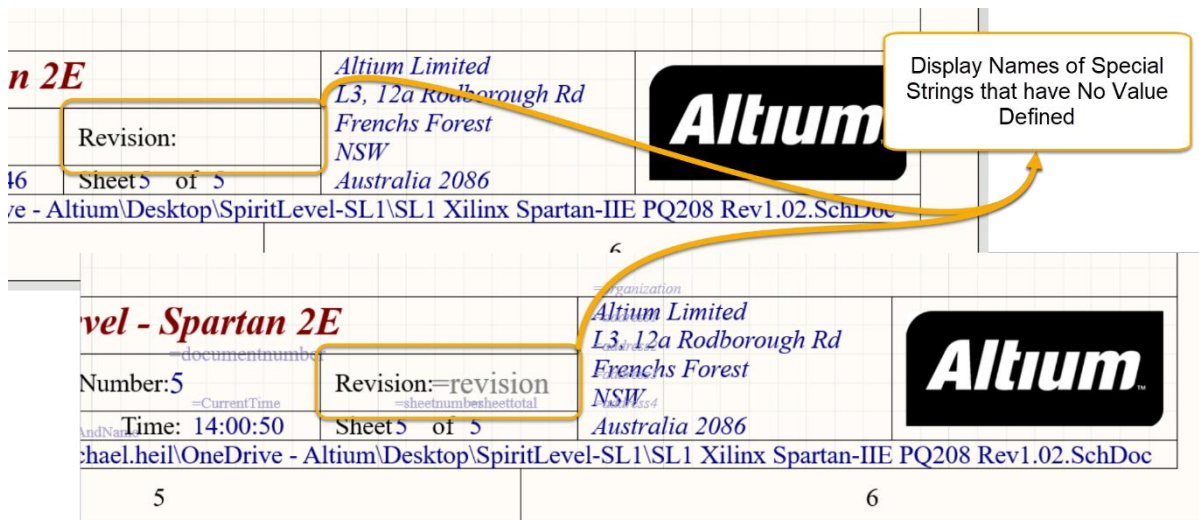 n 2E
Altium Limited
L3, 12a Rodborough Rd
Frenchs Forest
NSW
Australia 2086
Altium
Display Names of Special
Strings that have No Value
Defined
Revision:
46 Sheet 5 of 5
ve - Altium\Desktop\SpiritLevel-SL1\SL1 Xilinx Spartan-IIE PQ208 Rev1.02.SchDoc
6
=organization
vel - Spartan 2E
Altium Limited
L3, 12a Rodborough Rd
Frenchs Forest
NSW
Australia 2086
Altium
=documentnumber
Number:5
Revision:=revision
=CurrentTime
=sheetnumber
sheettotal
AndName
Time: 14:00:50
Sheet 5 of 5
chael.heil\OneDrive - Altium\Desktop\SpiritLevel-SL1\SL1 Xilinx Spartan-IIE PQ208 Rev1.02.SchDoc
5 6